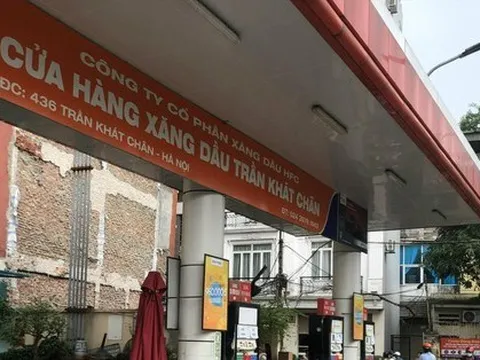 CÔNG TY CỔ PHẦN XĂNG DẦU HFC
CỬA HÀNG XĂNG DẦU TRẦN KHÁT CHÂN
ĐC: 436 TRẦN KHÁT CHÂN - HÀ NỘI